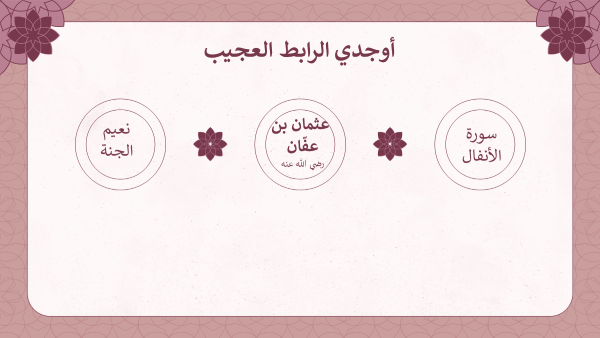 أوجدي الرابط العجيب
سورة
الأنفال
عثمان بن
عفّان
رضي الله عنه
نعيم
الجنة